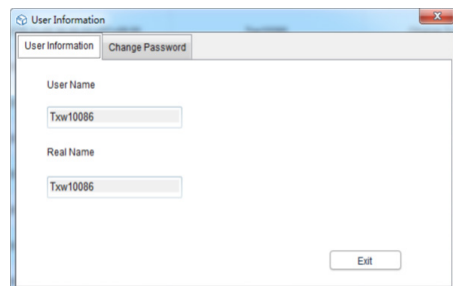 User Information
User Information Change Password
User Name
Txw10086
Real Name
Txw10086
Exit